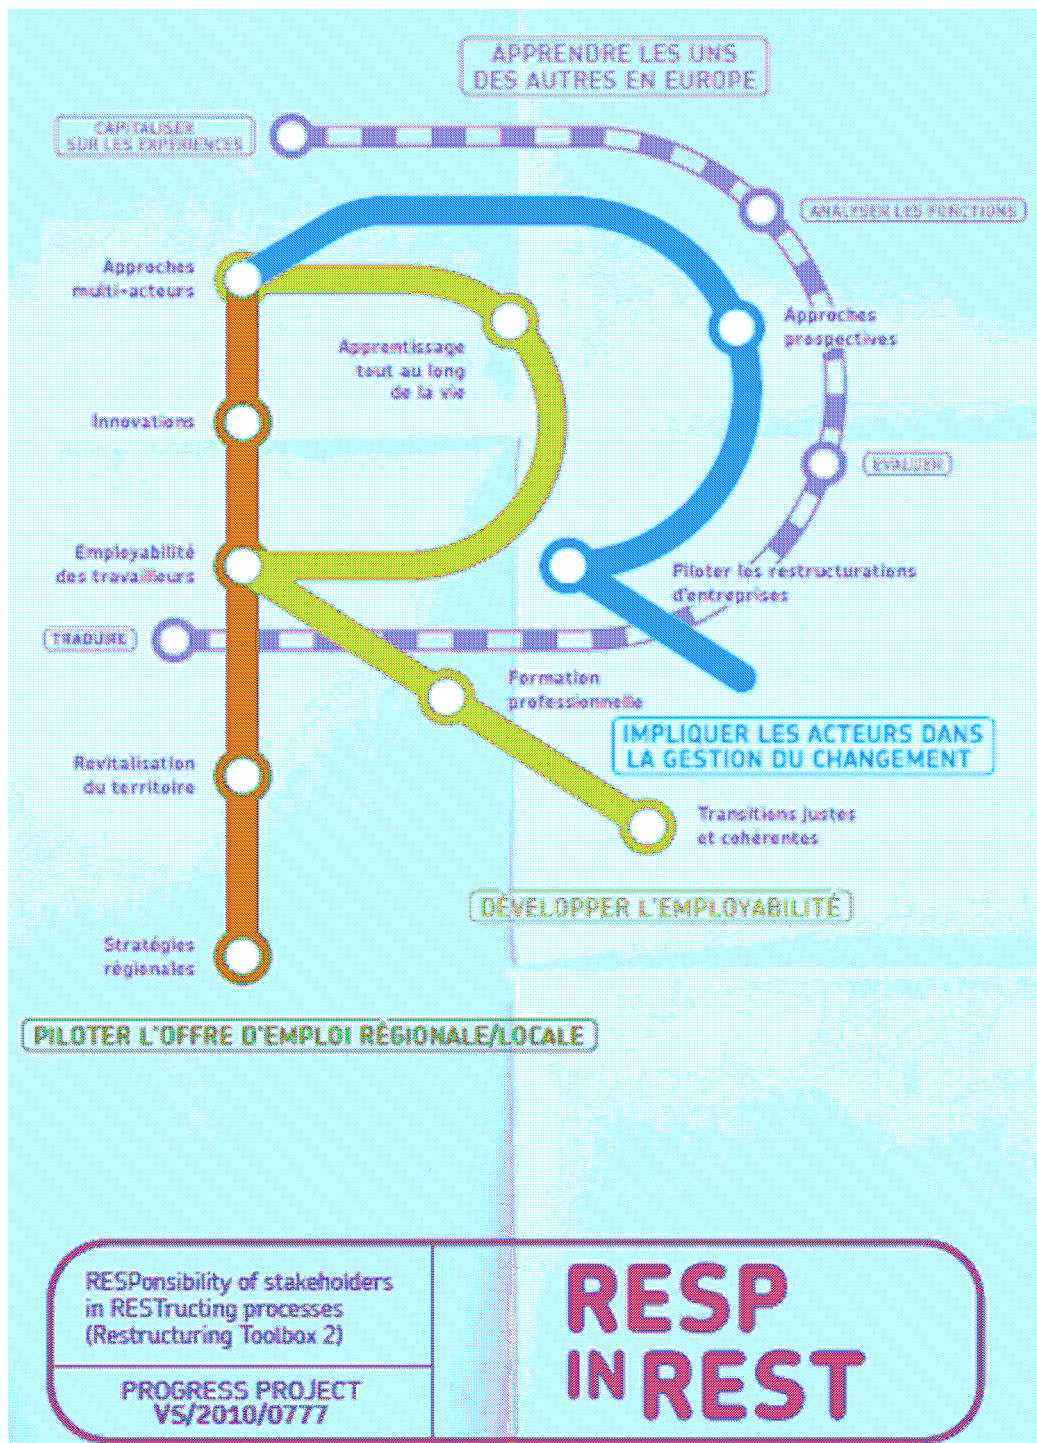 APPRENDRE LES UNS
DES AUTRES EN EUROPE
CAPITALISER
SUR LES EXPÉRIENCES
ANALYSER LES FONCTIONS
Approches
multi-acteurs
Approches
prospectives
Apprentissage
tout au long
de la vie
Innovations
EVALUER
Employabilité
des travailleurs
Piloter les restructurations
d'entreprises
TRADUIRE
Formation
professionnelle
IMPLIQUER LES ACTEURS DANS
LA GESTION DU CHANGEMENT
Revitalisation
du territoire
Transitions justes
et cohérentes
DÉVELOPPER L'EMPLOYABILITÉ
Stratégies
régionales
PILOTER L'OFFRE D'EMPLOI RÉGIONALE/LOCALE
RESPonsibility of stakeholders
in RESTructing processes
(Restructuring Toolbox 2)
PROGRESS PROJECT
VS/2010/0777
RESP
IN REST